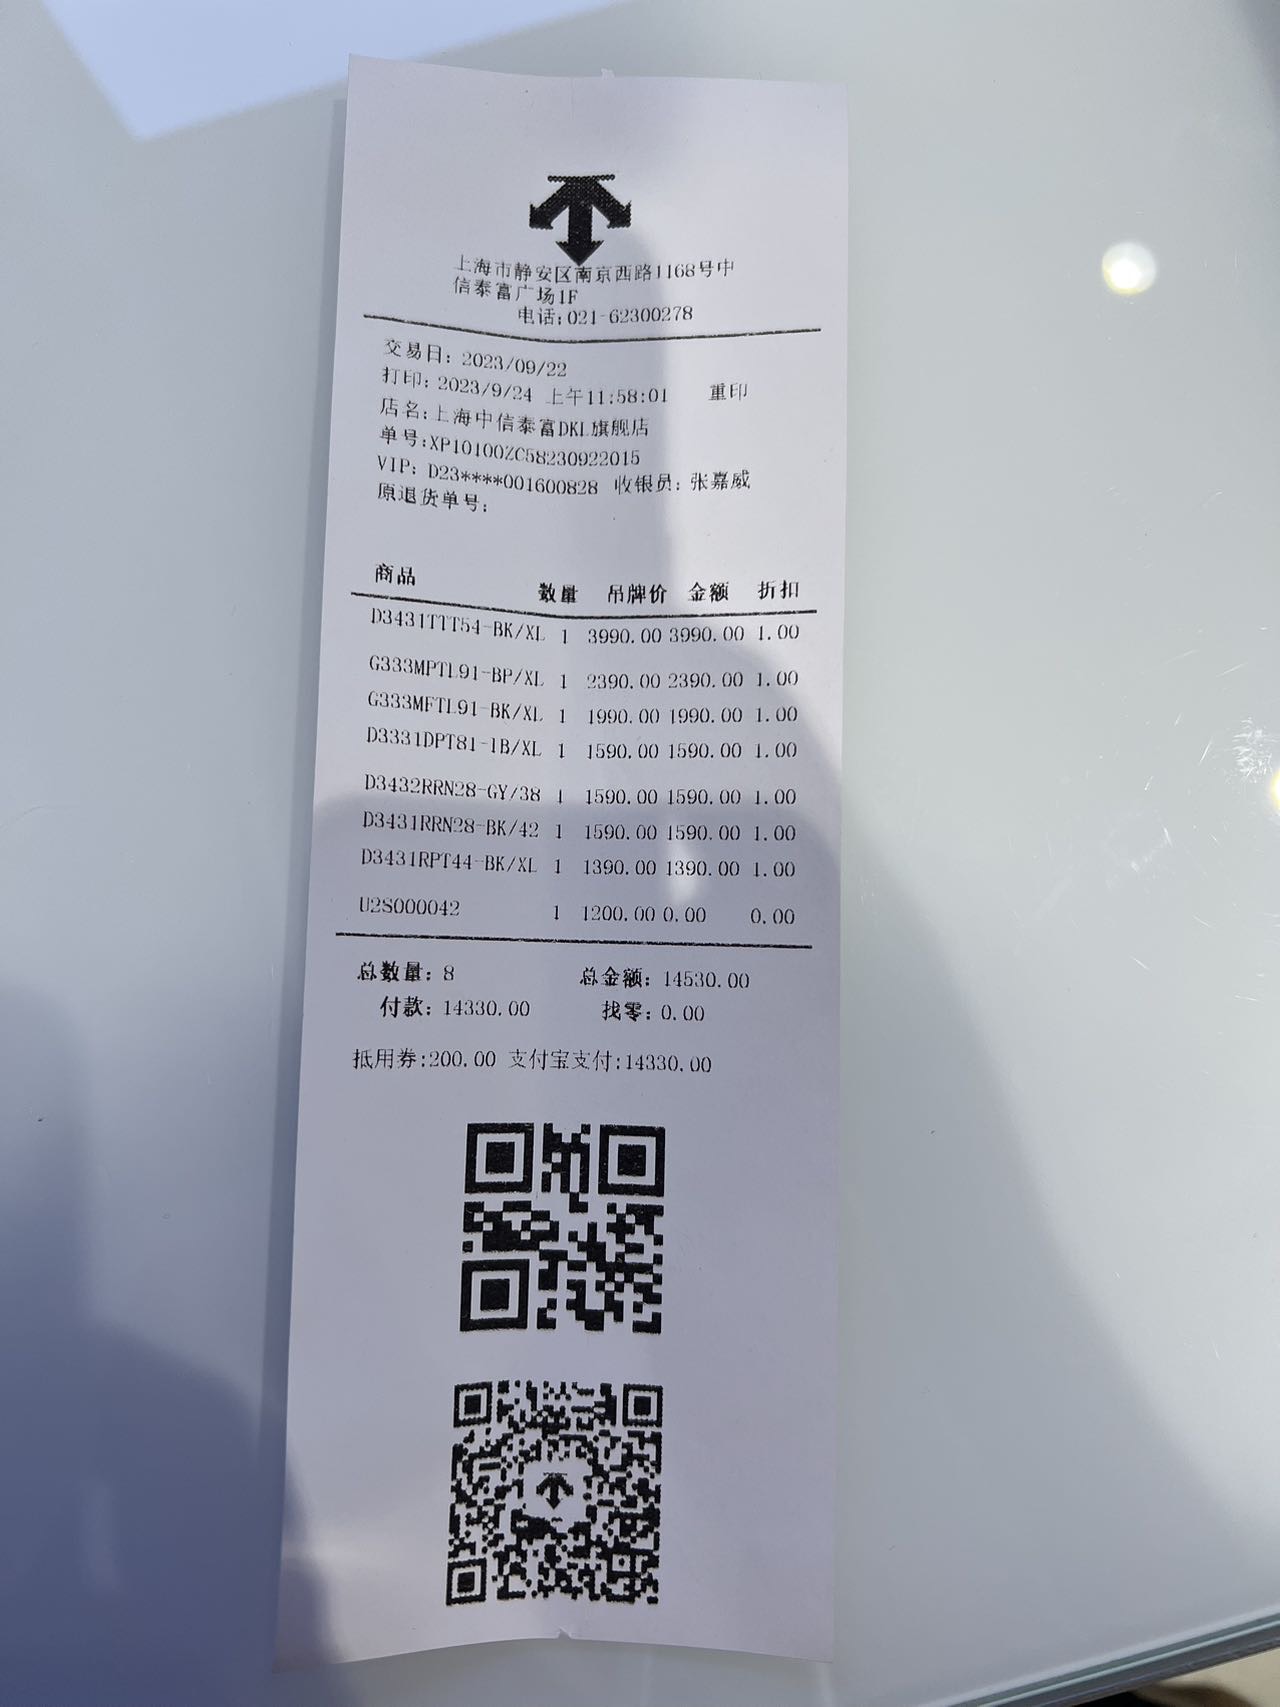 上海市静安区南京西路1168号中
信泰富广场1F
电话:021-62300278
交易日: 2023/09/22
打印: 2023/9/24 上午11:58:01 重印
店名:上海中信泰富DKL旗舰店
单号:XP10100ZC58230922015
VIP: D23****001600828 收银员: 张嘉威
原退货单号:
商品 数量 吊牌价 金额 折扣
D3431TTT54-BK/XL 1 3990.00 3990.00 1.00
G333MPTL91-BP/XL 1 2390.00 2390.00 1.00
G333MFTL91-BK/XL 1 1990.00 1990.00 1.00
D3331DPT81-IB/XL 1 1590.00 1590.00 1.00
D3432RRN28-GY/38 1 1590.00 1590.00 1.00
D3431RRN28-BK/42 1 1590.00 1590.00 1.00
D3431RPT44-BK/XL 1 1390.00 1390.00 1.00
U2S000042 1 1200.00 0.00 0.00
总数量: 8 总金额: 14530.00
付款: 14330.00 找零: 0.00
抵用券:200.00 支付宝支付:14330.00